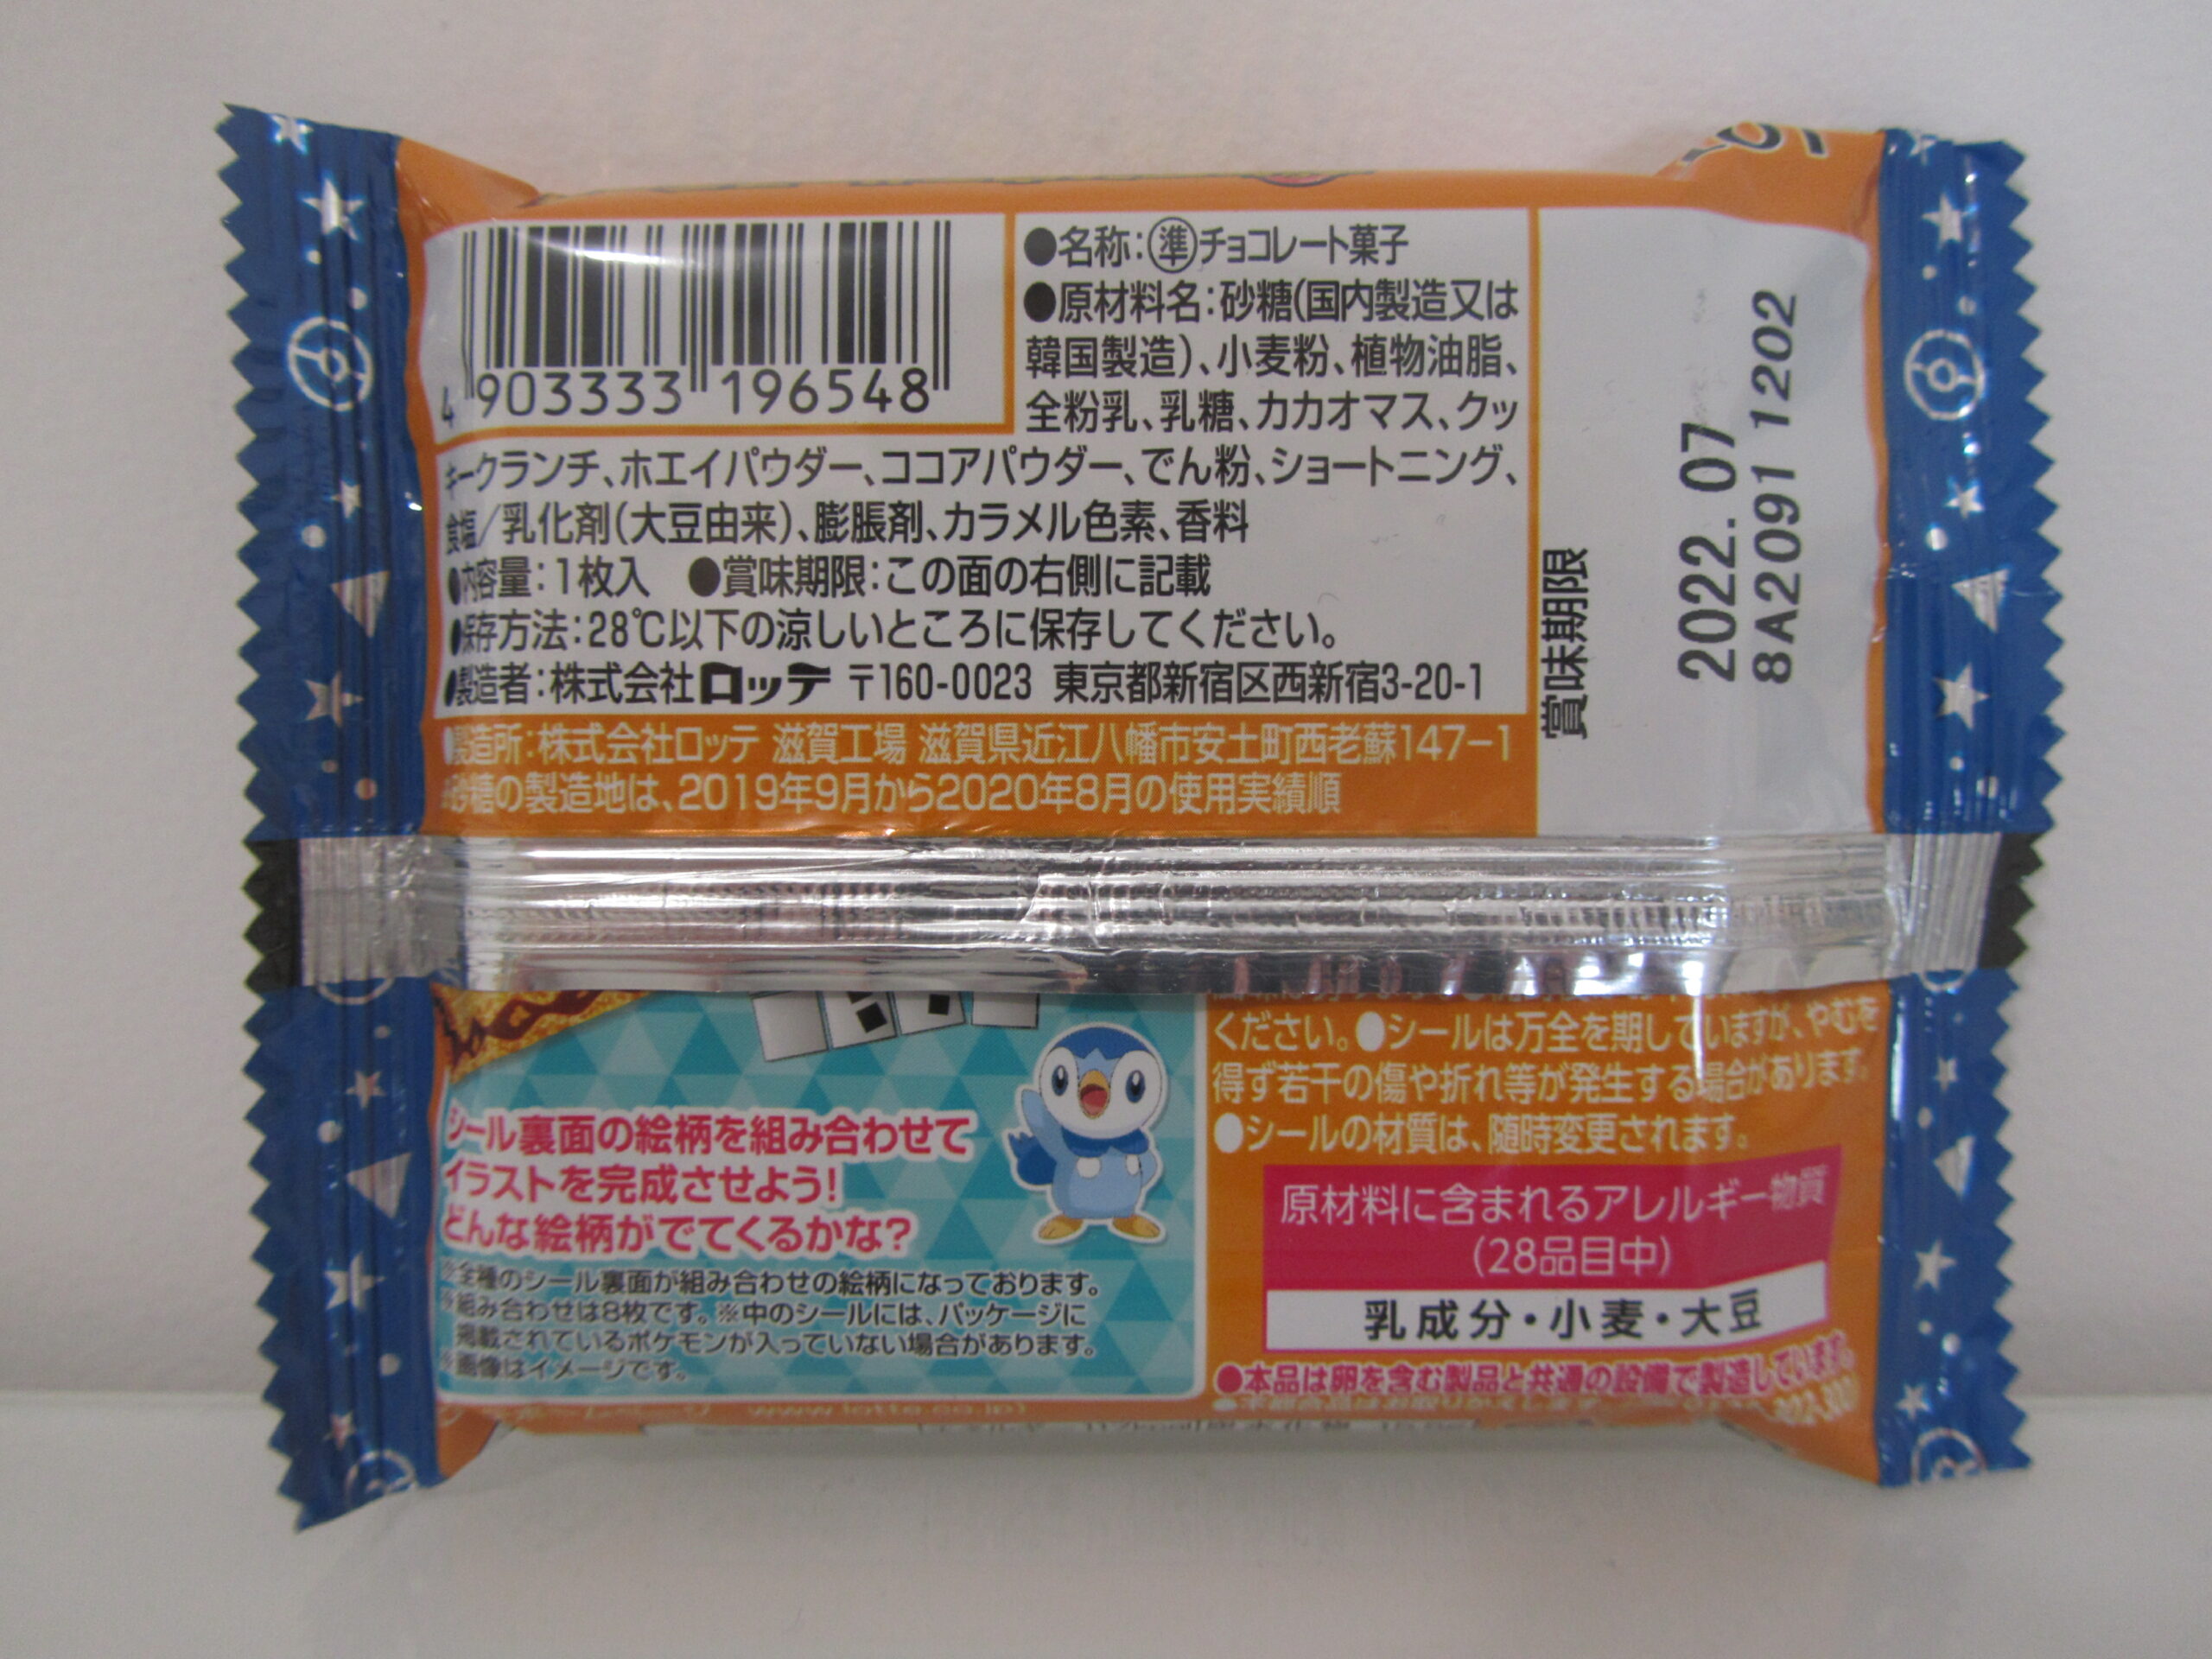 4 903333 196548
●名称：㊜チョコレート菓子
●原材料名：砂糖(国内製造又は
韓国製造)、小麦粉、植物油脂、
全粉乳、乳糖、カカオマス、クッ
キークランチ、ホエイパウダー、ココアパウダー、でん粉、ショートニング、
食塩／乳化剤(大豆由来)、膨脹剤、カラメル色素、香料
●内容量：1枚入 ●賞味期限：この面の右側に記載
●保存方法：28℃以下の涼しいところに保存してください。
●製造者：株式会社ロッテ 〒160-0023 東京都新宿区西新宿3-20-1
●製造所：株式会社ロッテ 滋賀工場 滋賀県近江八幡市安土町西老蘇147-1
※砂糖の製造地は、2019年9月から2020年8月の使用実績順
賞味期限
2022.07
8A2091 1202
シール裏面の絵柄を組み合わせて
イラストを完成させよう!
どんな絵柄がでてくるかな?
※全種のシール裏面が組み合わせの絵柄になっております。
※組み合わせは8枚です。※中のシールには、パッケージに
掲載されているポケモンが入っていない場合があります。
※画像はイメージです。
ください。●シールは万全を期していますが、やむを
得ず若干の傷や折れ等が発生する場合があります。
●シールの材質は、随時変更されます。
原材料に含まれるアレルギー物質
(28品目中)
乳成分・小麦・大豆
●本品は卵を含む製品と共通の設備で製造しています。
ホームページ www.lotte.co.jp